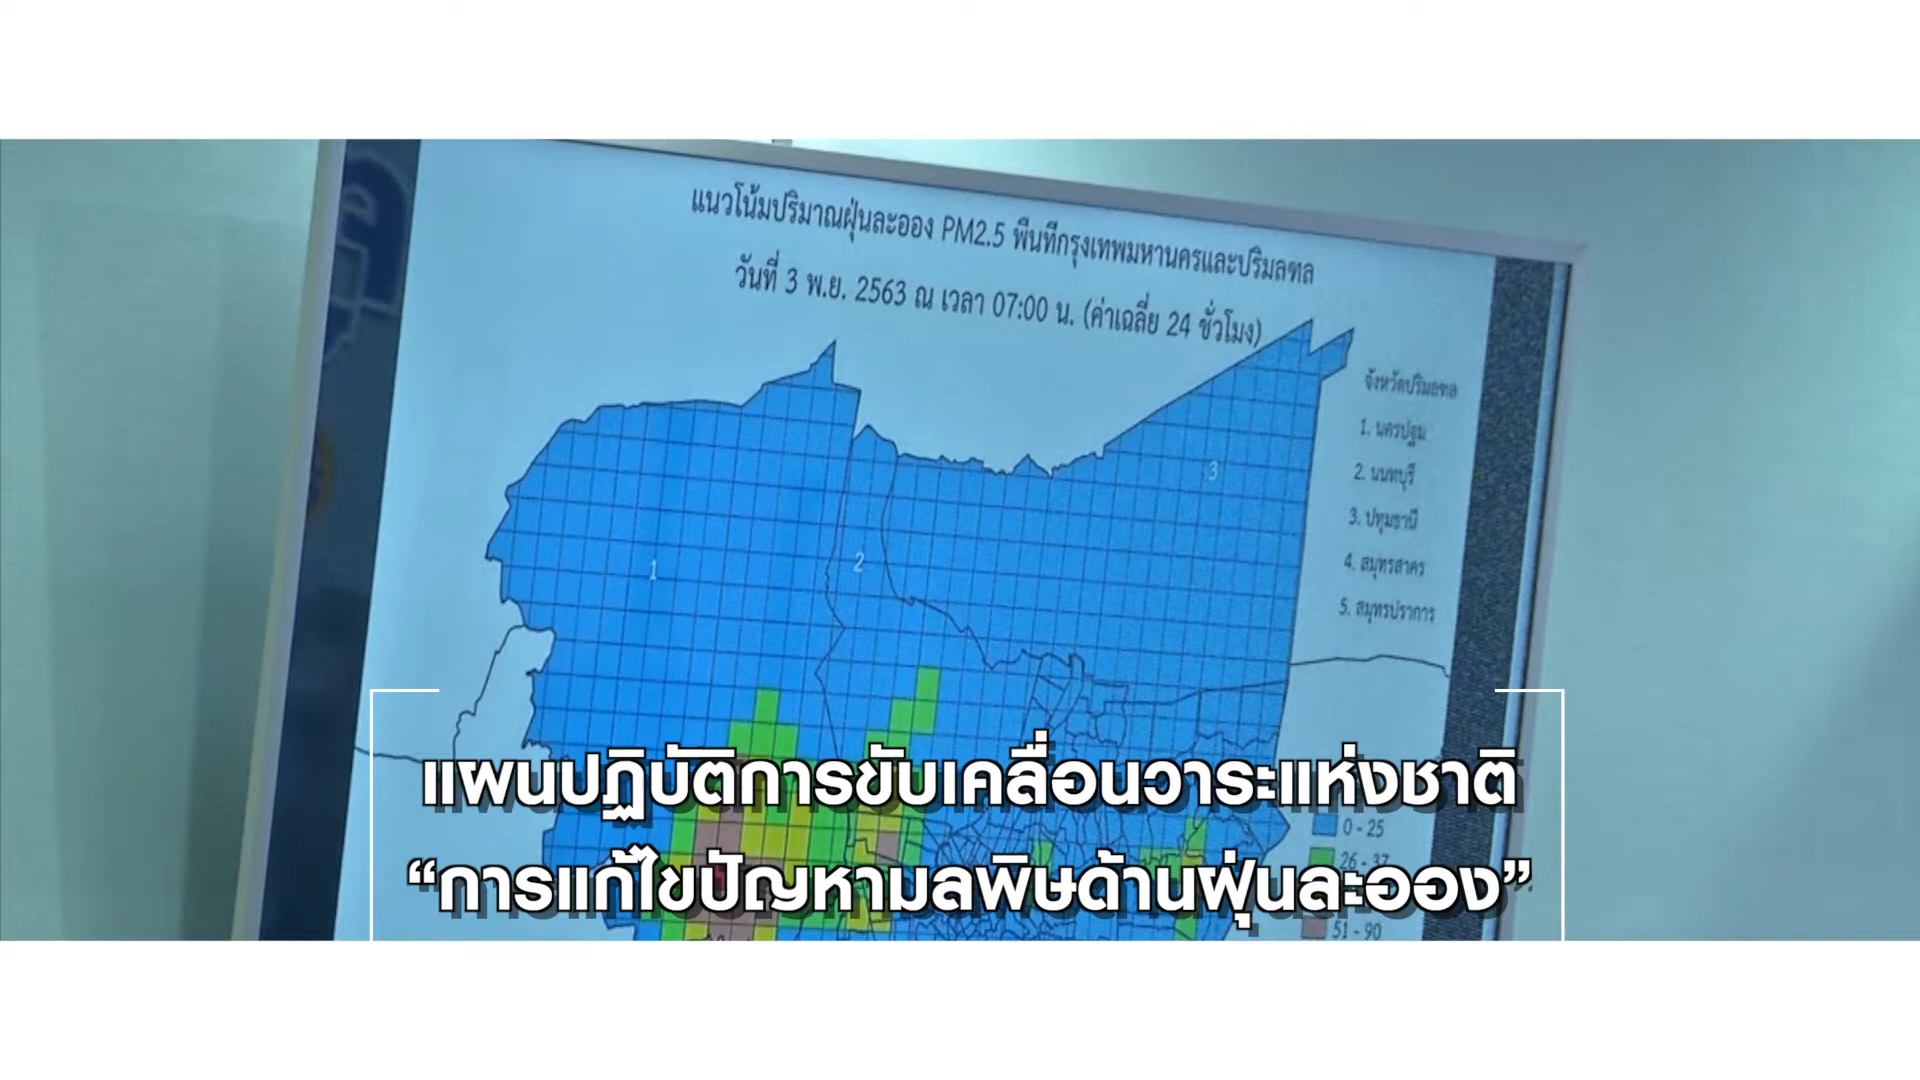 แนวโน้มปริมาณฝุ่นละออง PM2.5 พื้นที่กรุงเทพมหานครและปริมลฑล
วันที่ 3 พ.ย. 2563 ณ เวลา 07:00 น. (ค่าเฉลี่ย 24 ชั่วโมง)
จังหวัดปริมลฑล
1. นครปฐม
2. นนทบุรี
3. ปทุมธานี
4. สมุทรสาคร
5. สมุทรปราการ
3
1
2
แผนปฏิบัติการขับเคลื่อนวาระแห่งชาติ
0 - 25
26 - 37
“การแก้ไขปัญหามลพิษด้านฝุ่นละออง”
51 - 90